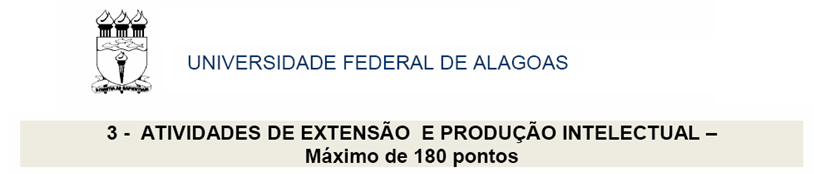 UNIVERSIDADE FEDERAL DE ALAGOAS
3 - ATIVIDADES DE EXTENSÃO E PRODUÇÃO INTELECTUAL –
Máximo de 180 pontos